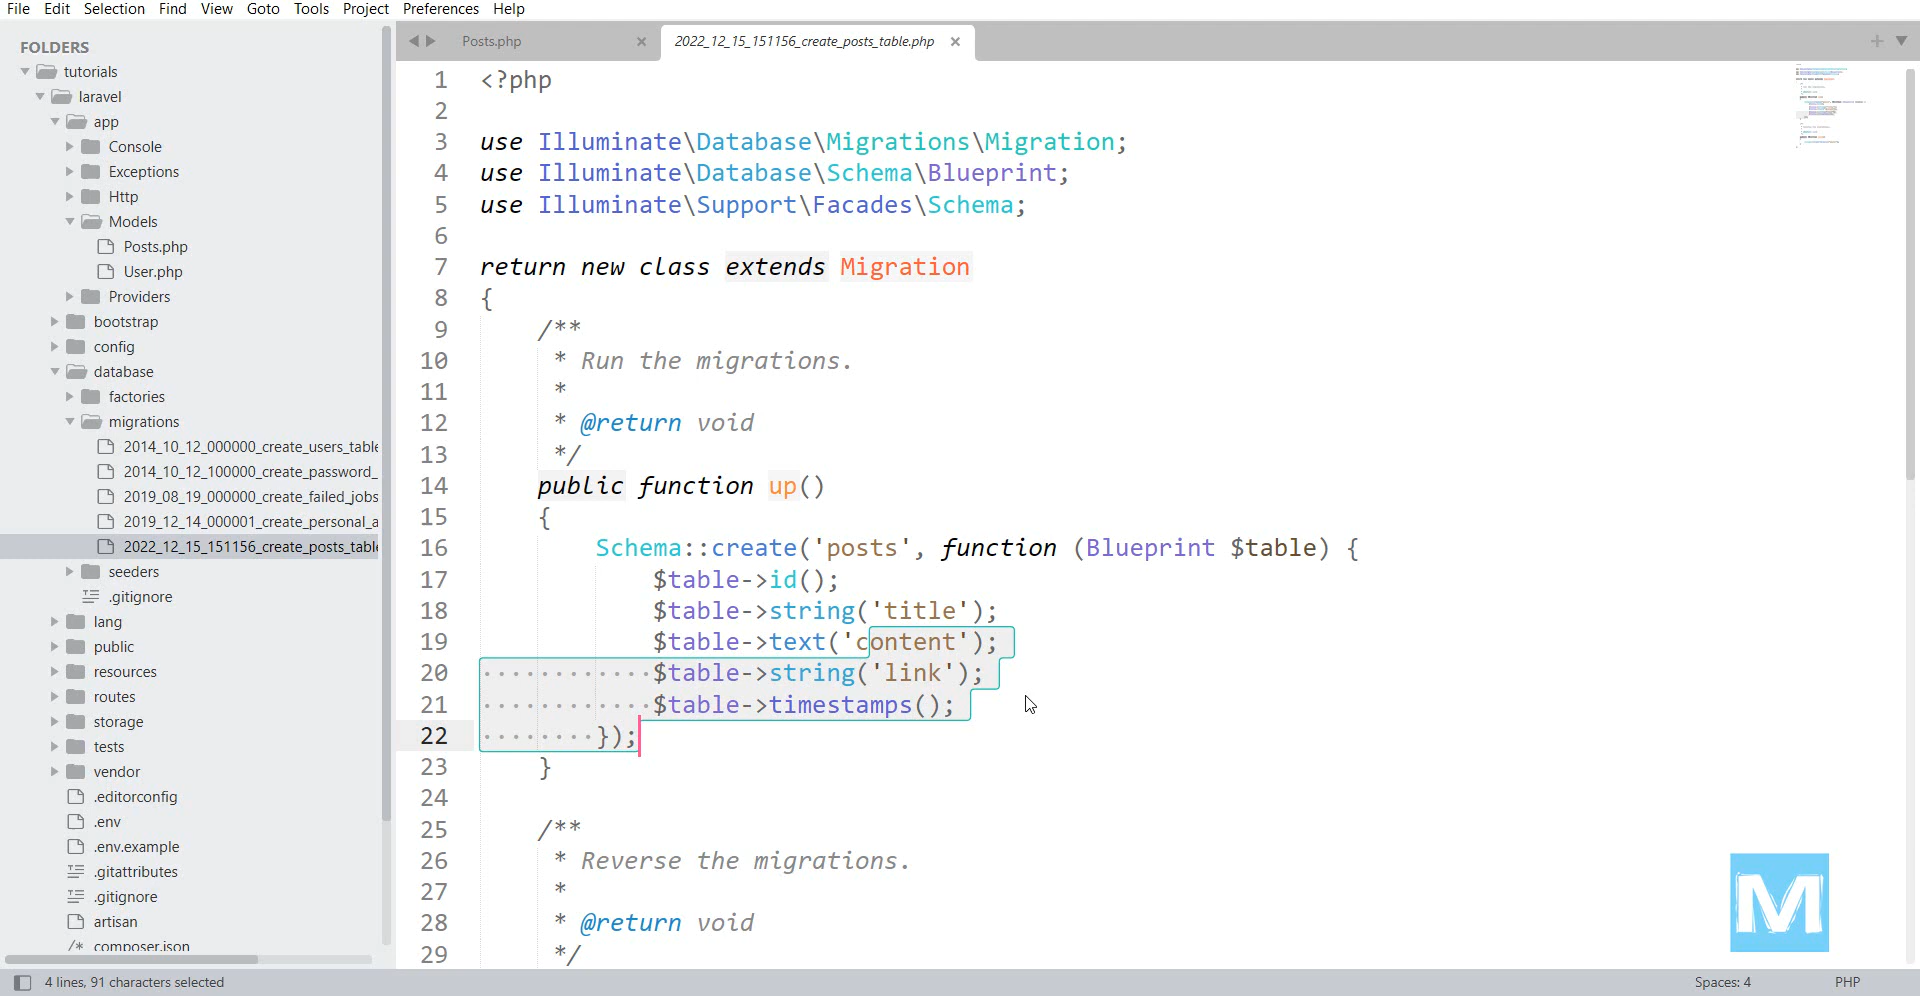 File Edit Selection Find View Goto Tools Project Preferences Help
FOLDERS
tutorials
laravel
app
Console
Exceptions
Http
Models
Posts.php
User.php
Providers
bootstrap
config
database
factories
migrations
2014_10_12_000000_create_users_table
2014_10_12_100000_create_password_
2019_08_19_000000_create_failed_jobs
2019_12_14_000001_create_personal_a
2022_12_15_151156_create_posts_table
seeders
.gitignore
lang
public
resources
routes
storage
tests
vendor
.editorconfig
.env
.env.example
.gitattributes
.gitignore
artisan
composer.json
Posts.php 2022_12_15_151156_create_posts_table.php
1 <?php
2
3 use Illuminate\Database\Migrations\Migration;
4 use Illuminate\Database\Schema\Blueprint;
5 use Illuminate\Support\Facades\Schema;
6
7 return new class extends Migration
8 {
9 /**
10 * Run the migrations.
11 *
12 * @return void
13 */
14 public function up()
15 {
16 Schema::create('posts', function (Blueprint $table) {
17 $table->id();
18 $table->string('title');
19 $table->text('content');
20 $table->string('link');
21 $table->timestamps();
22 });
23 }
24
25 /**
26 * Reverse the migrations.
27 *
28 * @return void
29 */
M
4 lines, 91 characters selected Spaces: 4 PHP